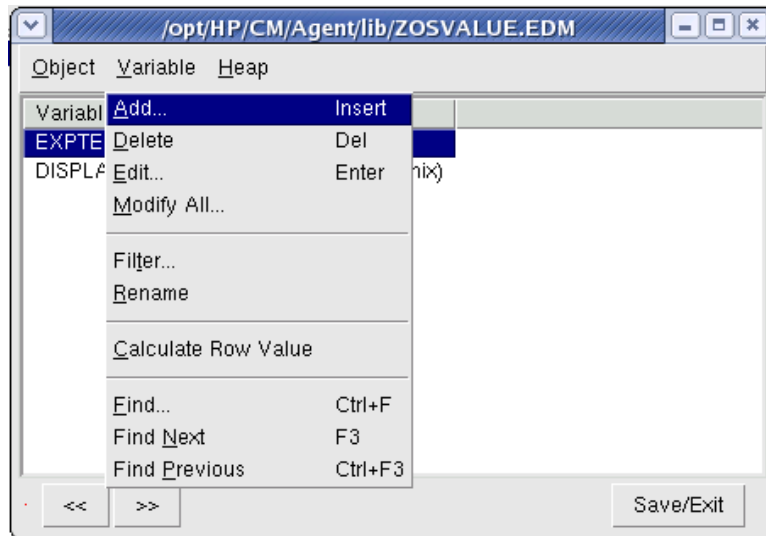 /opt/HP/CM/Agent/lib/ZOSVALUE.EDM
Object Variable Heap
Variabl
EXPTE
DISPLA nix)
Add... Insert
Delete Del
Edit... Enter
Modify All...
Filter...
Rename
Calculate Row Value
Find... Ctrl+F
Find Next F3
Find Previous Ctrl+F3
<< >> Save/Exit